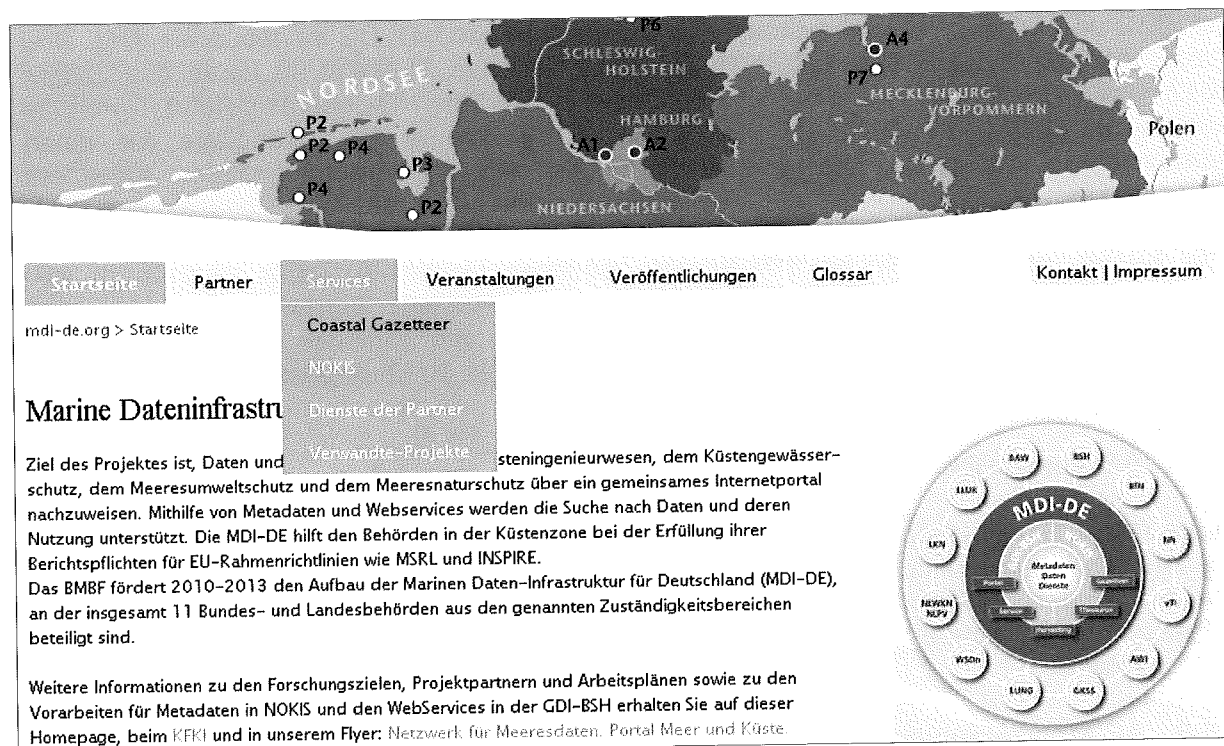 P6
SCHLESWIG-
HOLSTEIN
A4
P7
MECKLENBURG-
VORPOMMERN
NORDSEE
HAMBURG
P2
Polen
P2
P4
P3
A1
A2
P4
P2
NIEDERSACHSEN
Startseite
Partner
Services
Veranstaltungen
Veröffentlichungen
Glossar
Kontakt | Impressum
mdi-de.org > Startseite
Coastal Gazetteer
NOKIS
Dienste der Partner
Verwandte-Projekte
Marine Dateninfrastru
Ziel des Projektes ist, Daten und steningenieurwesen, dem Küstengewässer-
schutz, dem Meeresumweltschutz und dem Meeresnaturschutz über ein gemeinsames Internetportal
nachzuweisen. Mithilfe von Metadaten und Webservices werden die Suche nach Daten und deren
Nutzung unterstützt. Die MDI-DE hilft den Behörden in der Küstenzone bei der Erfüllung ihrer
Berichtspflichten für EU-Rahmenrichtlinien wie MSRL und INSPIRE.
Das BMBF fördert 2010-2013 den Aufbau der Marinen Daten-Infrastruktur für Deutschland (MDI-DE),
an der insgesamt 11 Bundes- und Landesbehörden aus den genannten Zuständigkeitsbereichen
beteiligt sind.
Weitere Informationen zu den Forschungszielen, Projektpartnern und Arbeitsplänen sowie zu den
Vorarbeiten für Metadaten in NOKIS und den WebServices in der GDI-BSH erhalten Sie auf dieser
Homepage, beim KFKI und in unserem Flyer: Netzwerk für Meeresdaten. Portal Meer und Küste.
BAW
BSH
LLUR
BfN
MDI-DE
LKN
NN
Metadaten
Daten
Dienste
NLWKN
NLPV
vTI
WSDn
AWI
LUNG
GKSS